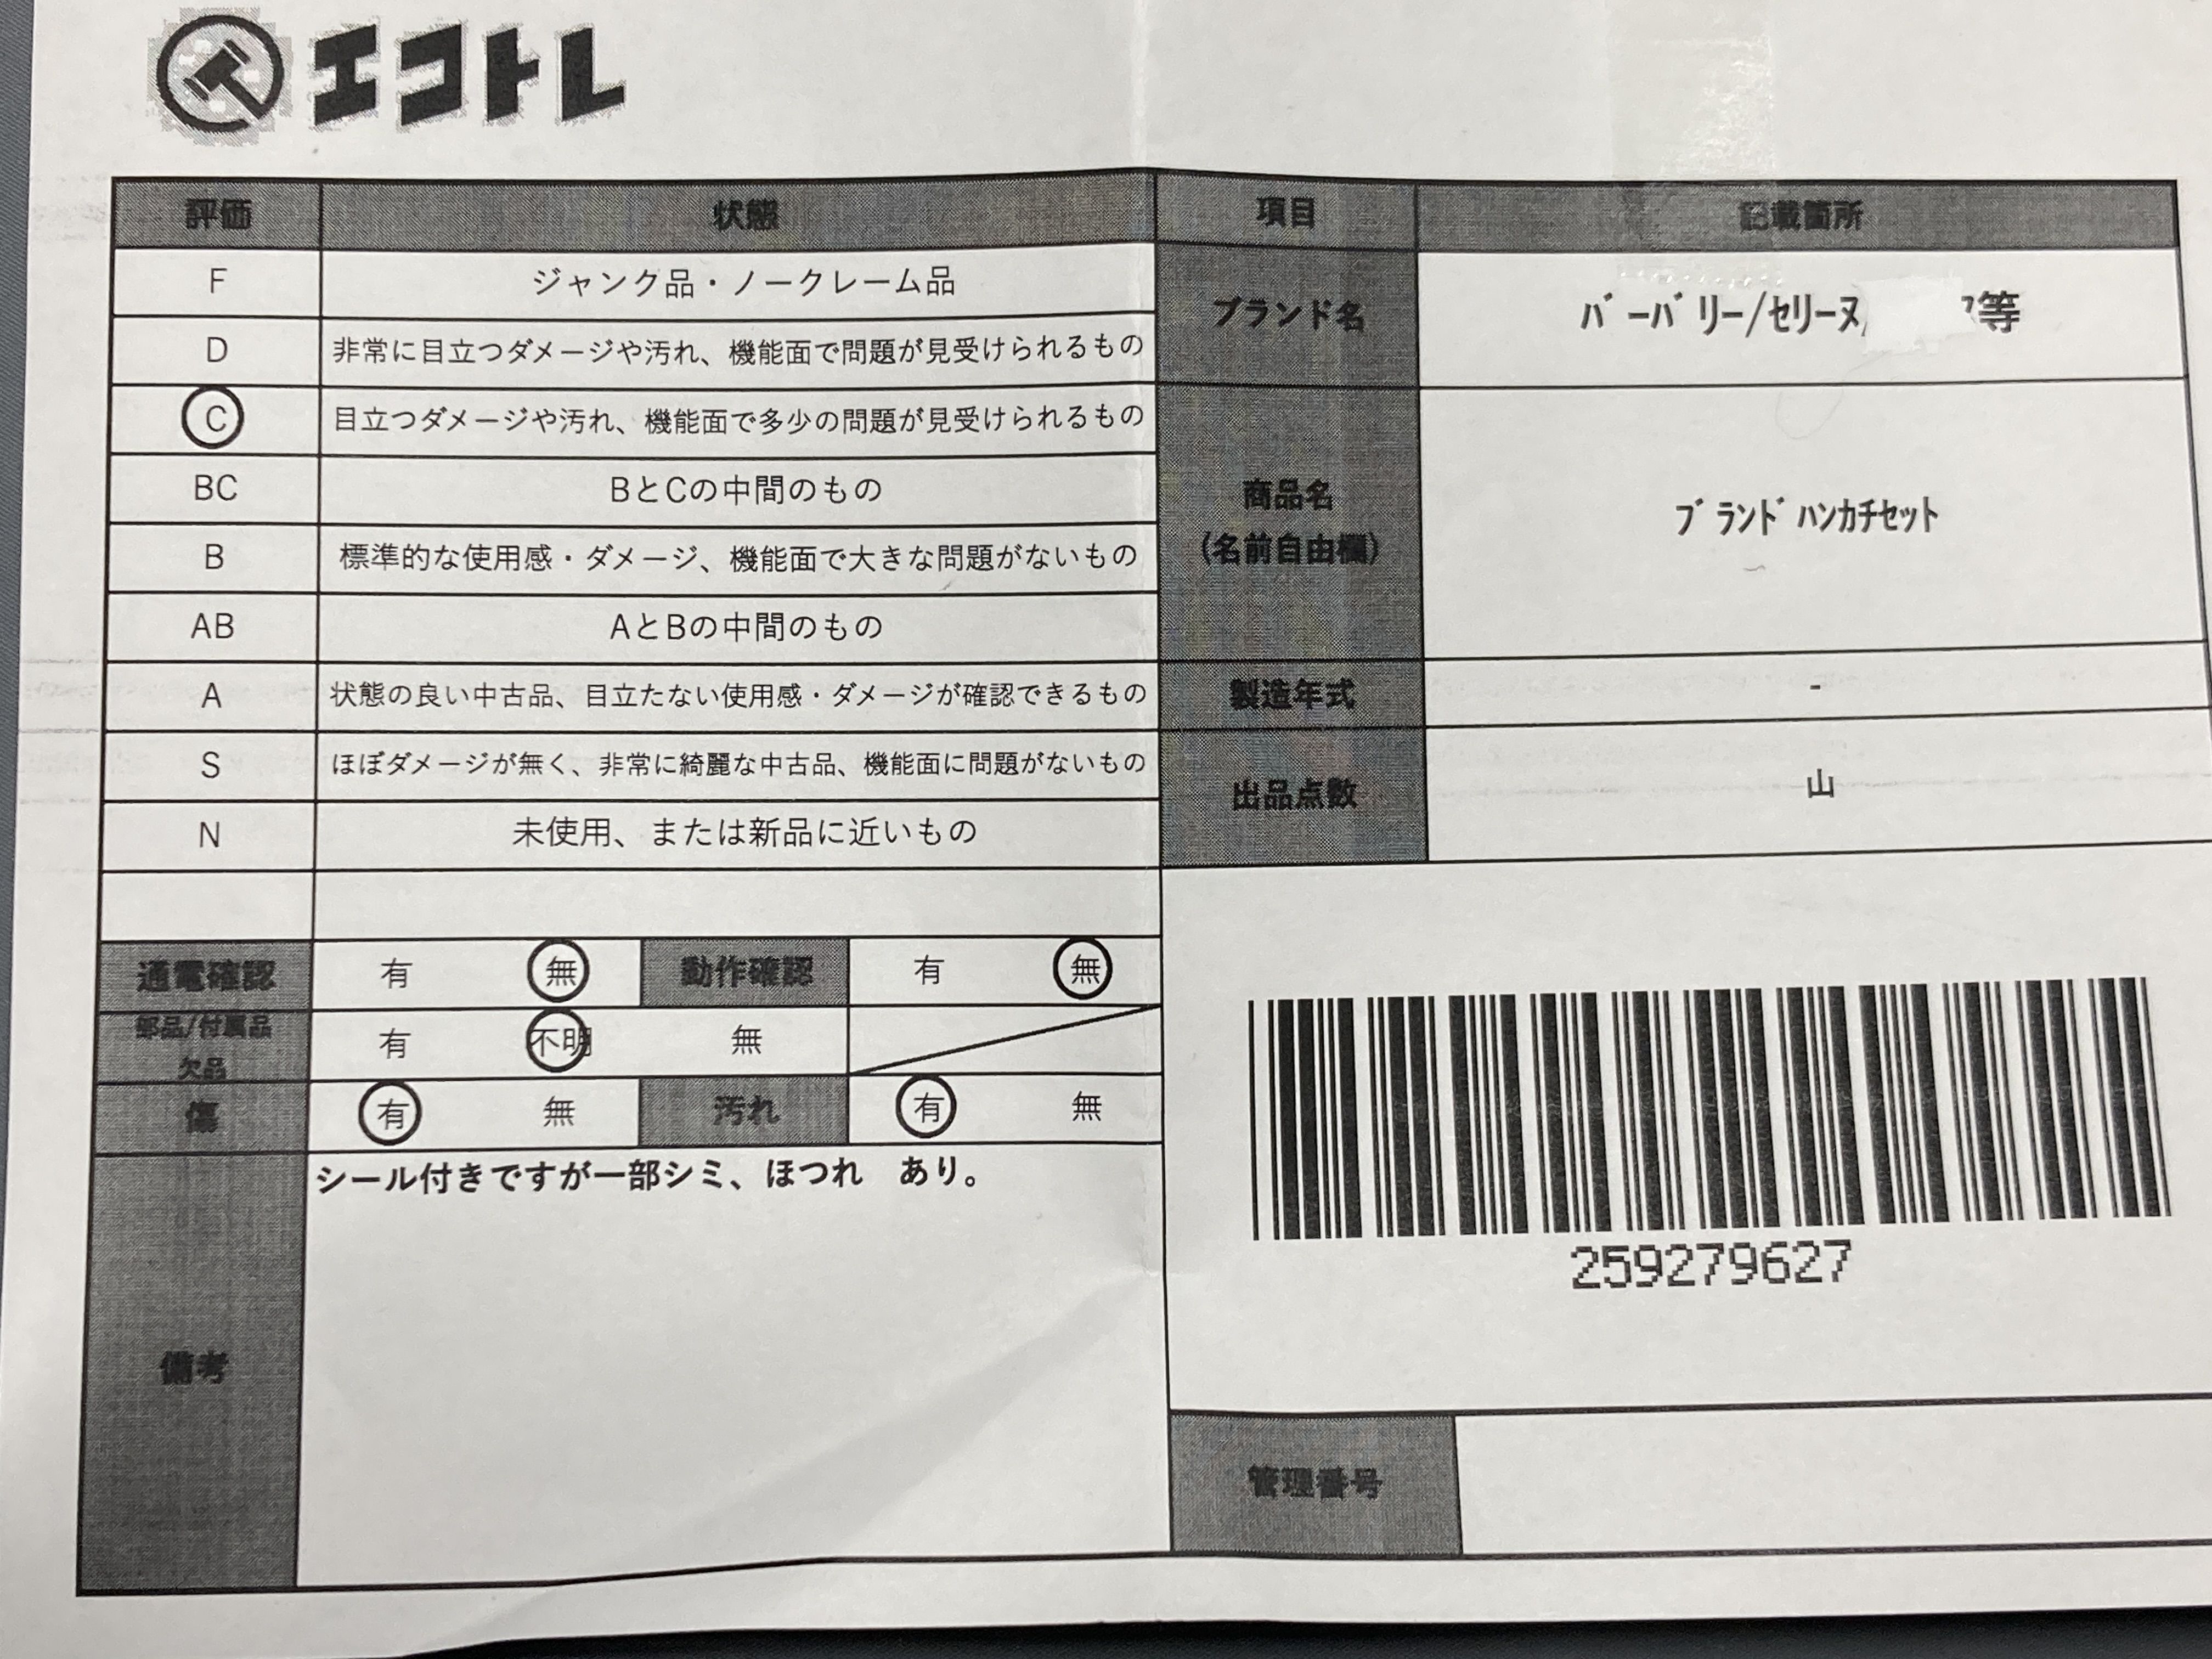 エコトレ
評価 状態
F ジャンク品・ノークレーム品
D 非常に目立つダメージや汚れ、機能面で問題が見受けられるもの
C 目立つダメージや汚れ、機能面で多少の問題が見受けられるもの
BC BとCの中間のもの
B 標準的な使用感・ダメージ、機能面で大きな問題がないもの
AB AとBの中間のもの
A 状態の良い中古品、目立たない使用感・ダメージが確認できるもの
S ほぼダメージが無く、非常に綺麗な中古品、機能面に問題がないもの
N 未使用、または新品に近いもの
通電確認 有 無 動作確認 有 無
部品/付属品
欠品 有 不明 無
傷 有 無 汚れ 有 無
備考 シール付きですが一部シミ、ほつれ　あり。
項目 記載箇所
ブランド名 ﾊﾞｰﾊﾞﾘｰ/ｾﾘｰﾇ 等
商品名
(名前自由欄) ﾌﾞﾗﾝﾄﾞﾊﾝｶﾁｾｯﾄ
製造年式 -
出品点数 山
259279627
管理番号